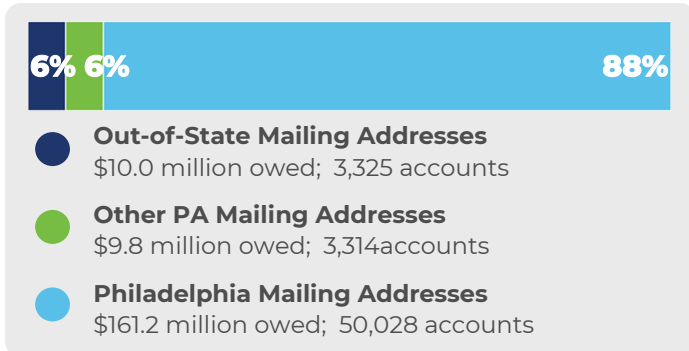 6% 6% 88%
Out-of-State Mailing Addresses
$10.0 million owed; 3,325 accounts
Other PA Mailing Addresses
$9.8 million owed; 3,314accounts
Philadelphia Mailing Addresses
$161.2 million owed; 50,028 accounts